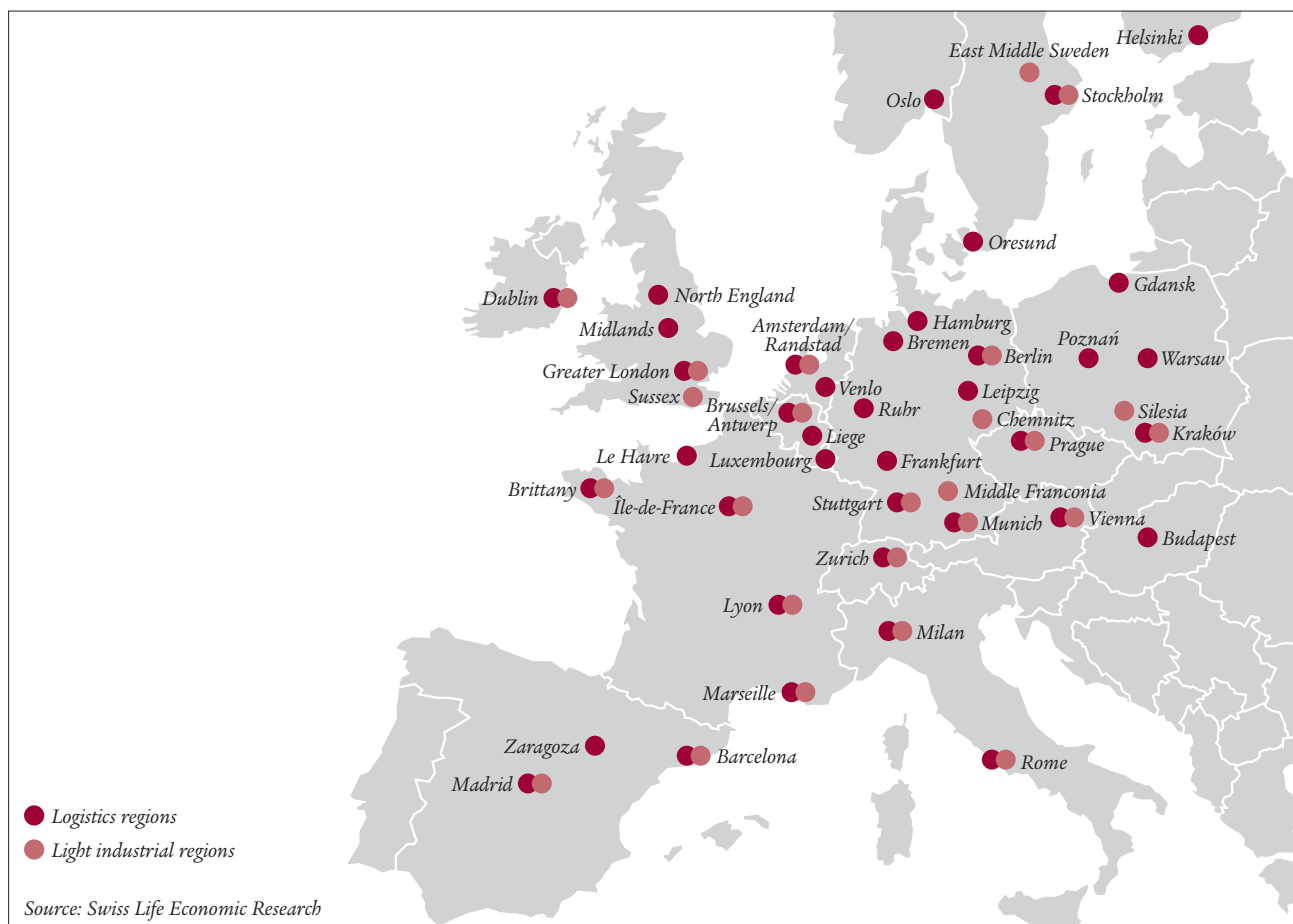 Helsinki
East Middle Sweden
Oslo
Stockholm
Oresund
Gdansk
Dublin
North England
Midlands
Amsterdam/
Randstad
Hamburg
Bremen
Berlin
Poznań
Warsaw
Greater London
Sussex
Venlo
Leipzig
Brussels/
Antwerp
Ruhr
Chemnitz
Silesia
Kraków
Liege
Prague
Le Havre
Luxembourg
Frankfurt
Brittany
Île-de-France
Stuttgart
Middle Franconia
Munich
Vienna
Budapest
Zurich
Lyon
Milan
Marseille
Zaragoza
Barcelona
Madrid
Rome
Logistics regions
Light industrial regions
Source: Swiss Life Economic Research